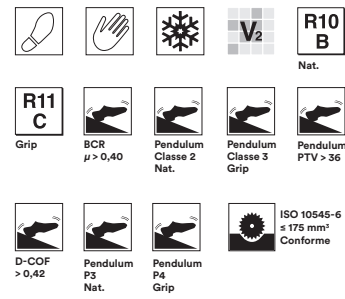 V2
R10
B
Nat.
R11
C
Grip
BCR
μ > 0,40
Pendulum
Classe 2
Nat.
Pendulum
Classe 3
Grip
Pendulum
PTV > 36
D-COF
> 0,42
Pendulum
P3
Nat.
Pendulum
P4
Grip
ISO 10545-6
≤ 175 mm³
Conforme